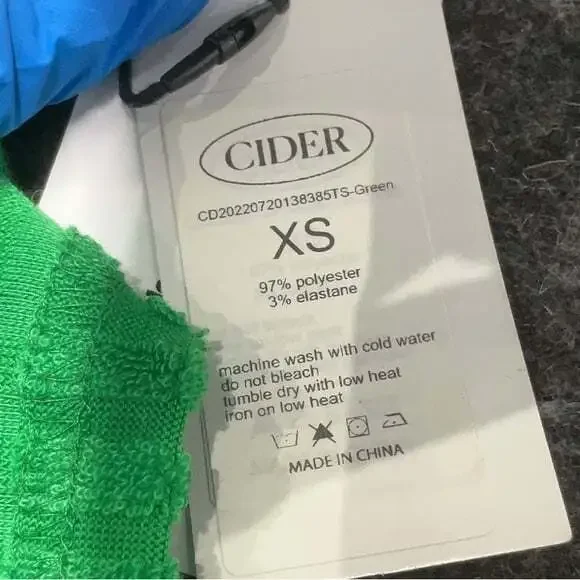 CIDER
CD20220720138385TS-Green
XS
97% polyester
3% elastane
machine wash with cold water
do not bleach
tumble dry with low heat
iron on low heat
MADE IN CHINA